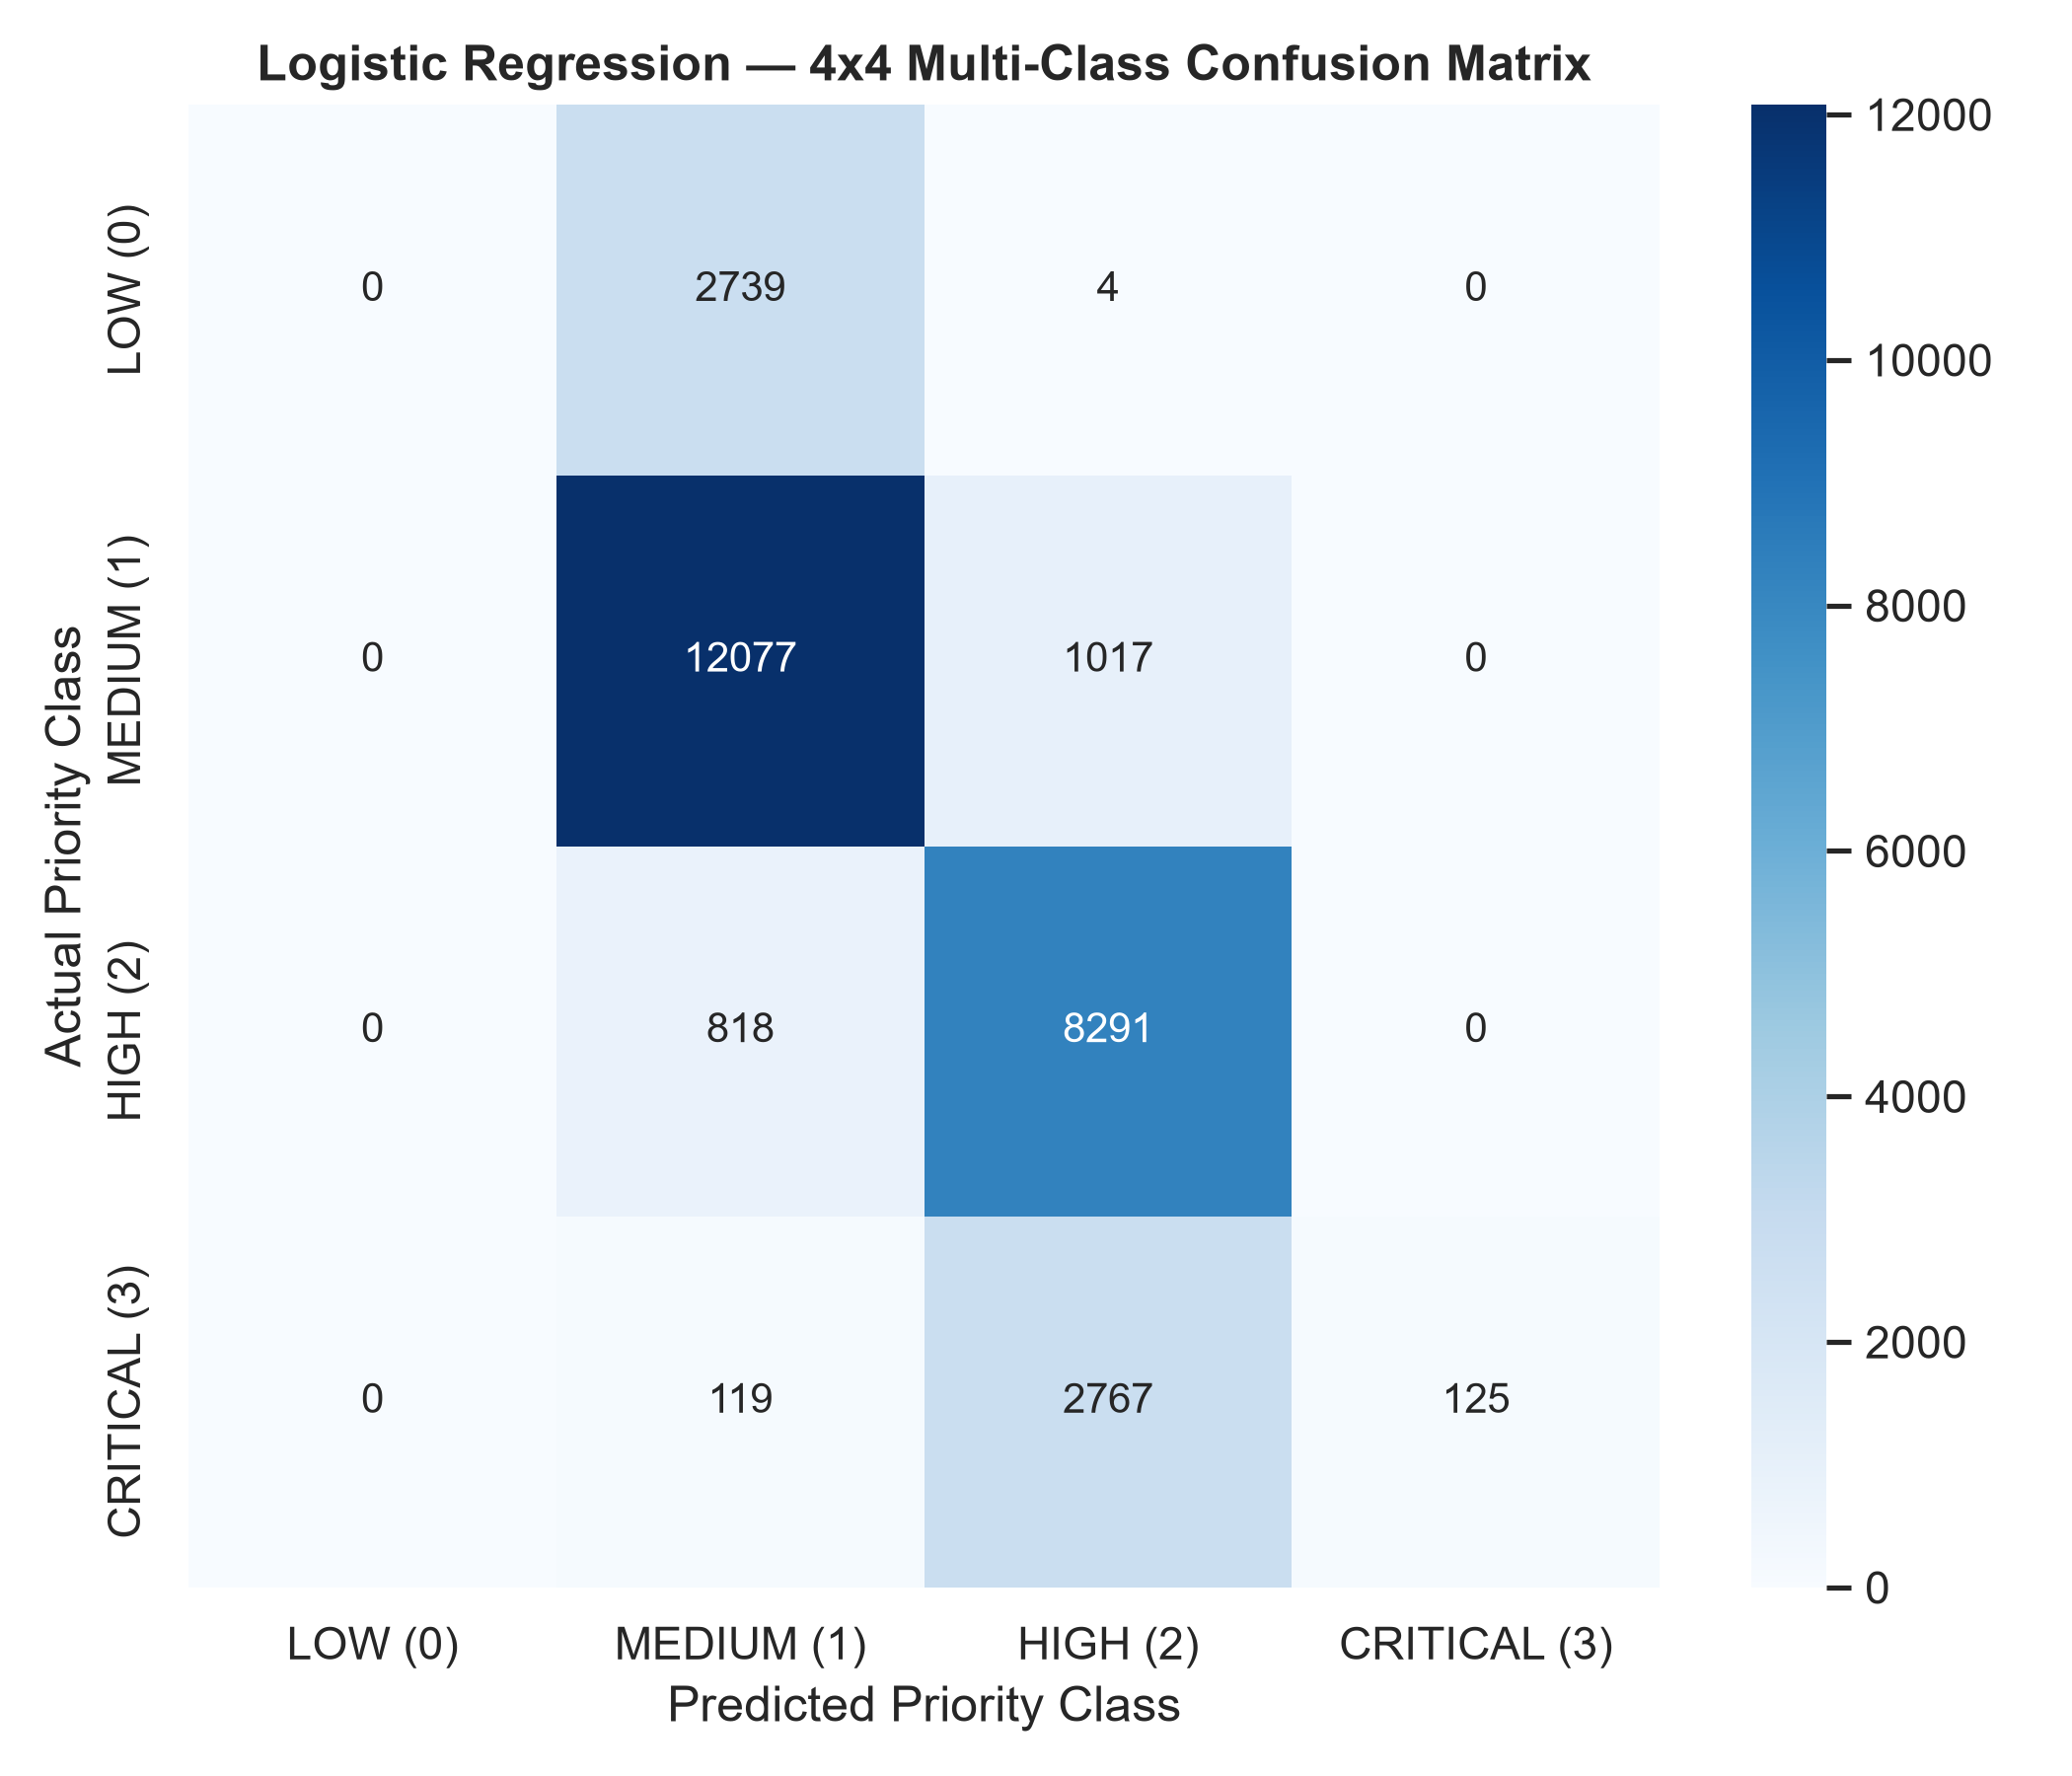 Logistic Regression — 4x4 Multi-Class Confusion Matrix
Actual Priority Class
LOW (0)
0 2739 4 0
MEDIUM (1)
0 12077 1017 0
HIGH (2)
0 818 8291 0
CRITICAL (3)
0 119 2767 125
LOW (0) MEDIUM (1) HIGH (2) CRITICAL (3)
Predicted Priority Class
12000
10000
8000
6000
4000
2000
0